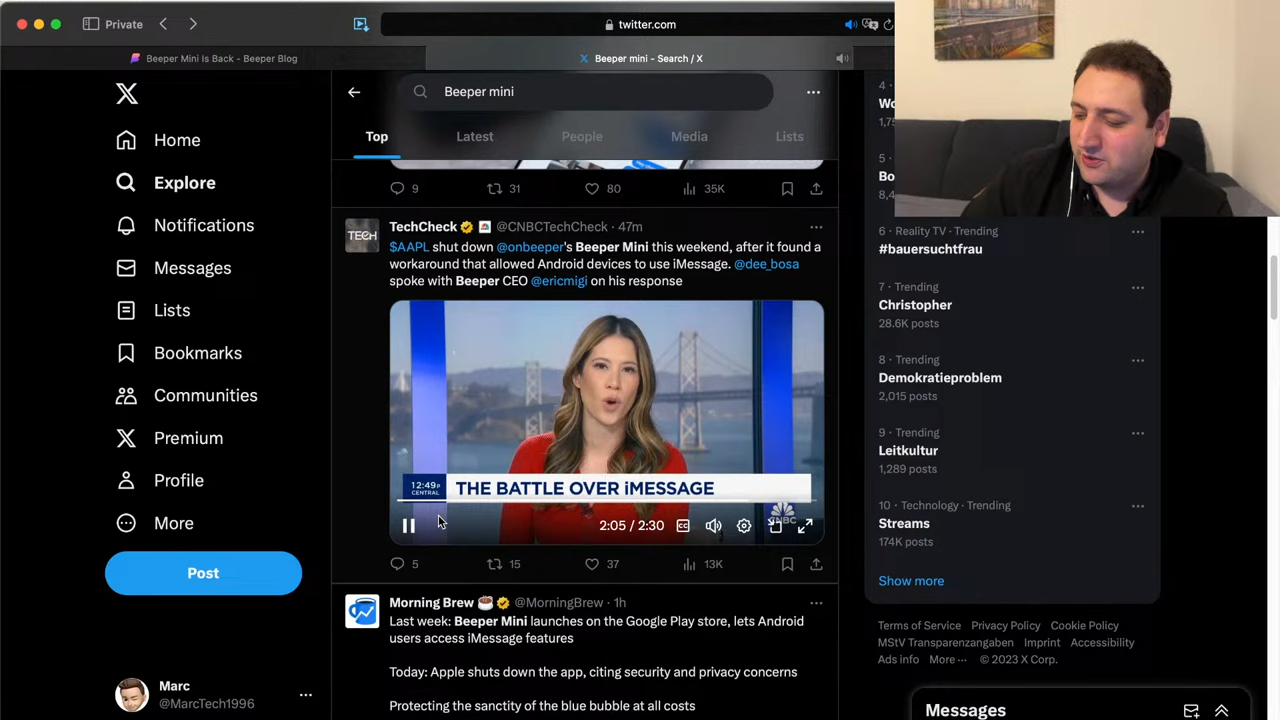 Private
twitter.com
Beeper Mini Is Back - Beeper Blog
Beeper mini - Search / X
Beeper mini
Top
Latest
People
Media
Lists
Home
Explore
Notifications
Messages
Lists
Bookmarks
Communities
Premium
Profile
More
Post
Marc
@MarcTech1996
9
31
80
35K
TECH
TechCheck @CNBCTechCheck · 47m
$AAPL shut down @onbeeper's Beeper Mini this weekend, after it found a
workaround that allowed Android devices to use iMessage. @dee_bosa
spoke with Beeper CEO @ericmigi on his response
12:49P
CENTRAL
THE BATTLE OVER iMESSAGE
CNBC
2:05 / 2:30
5
15
37
13K
Morning Brew @MorningBrew · 1h
Last week: Beeper Mini launches on the Google Play store, lets Android
users access iMessage features
Today: Apple shuts down the app, citing security and privacy concerns
Protecting the sanctity of the blue bubble at all costs
4
5
6 · Reality TV · Trending
#bauersuchtfrau
7 · Trending
Christopher
28.6K posts
8 · Trending
Demokratieproblem
2,015 posts
9 · Trending
Leitkultur
1,289 posts
10 · Technology · Trending
Streams
174K posts
Show more
Terms of Service Privacy Policy Cookie Policy
MStV Transparenzangaben Imprint Accessibility
Ads info More ··· © 2023 X Corp.
Messages